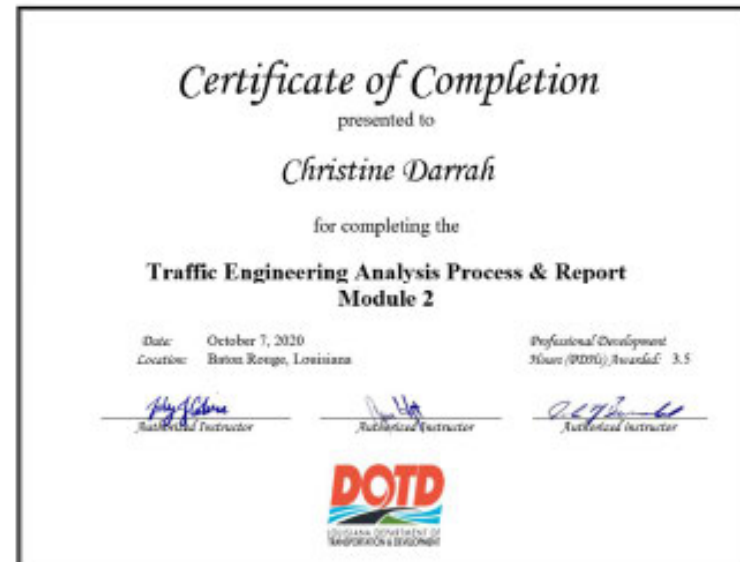 Certificate of Completion
presented to
Christine Darrah
for completing the
Traffic Engineering Analysis Process & Report
Module 2
Date: October 7, 2020
Location: Baton Rouge, Louisiana
Professional Development
Hours (PDHs) Awarded: 3.5
Authorized Instructor
Authorized Instructor
Authorized instructor
DOTD
LOUISIANA DEPARTMENT OF
TRANSPORTATION & DEVELOPMENT